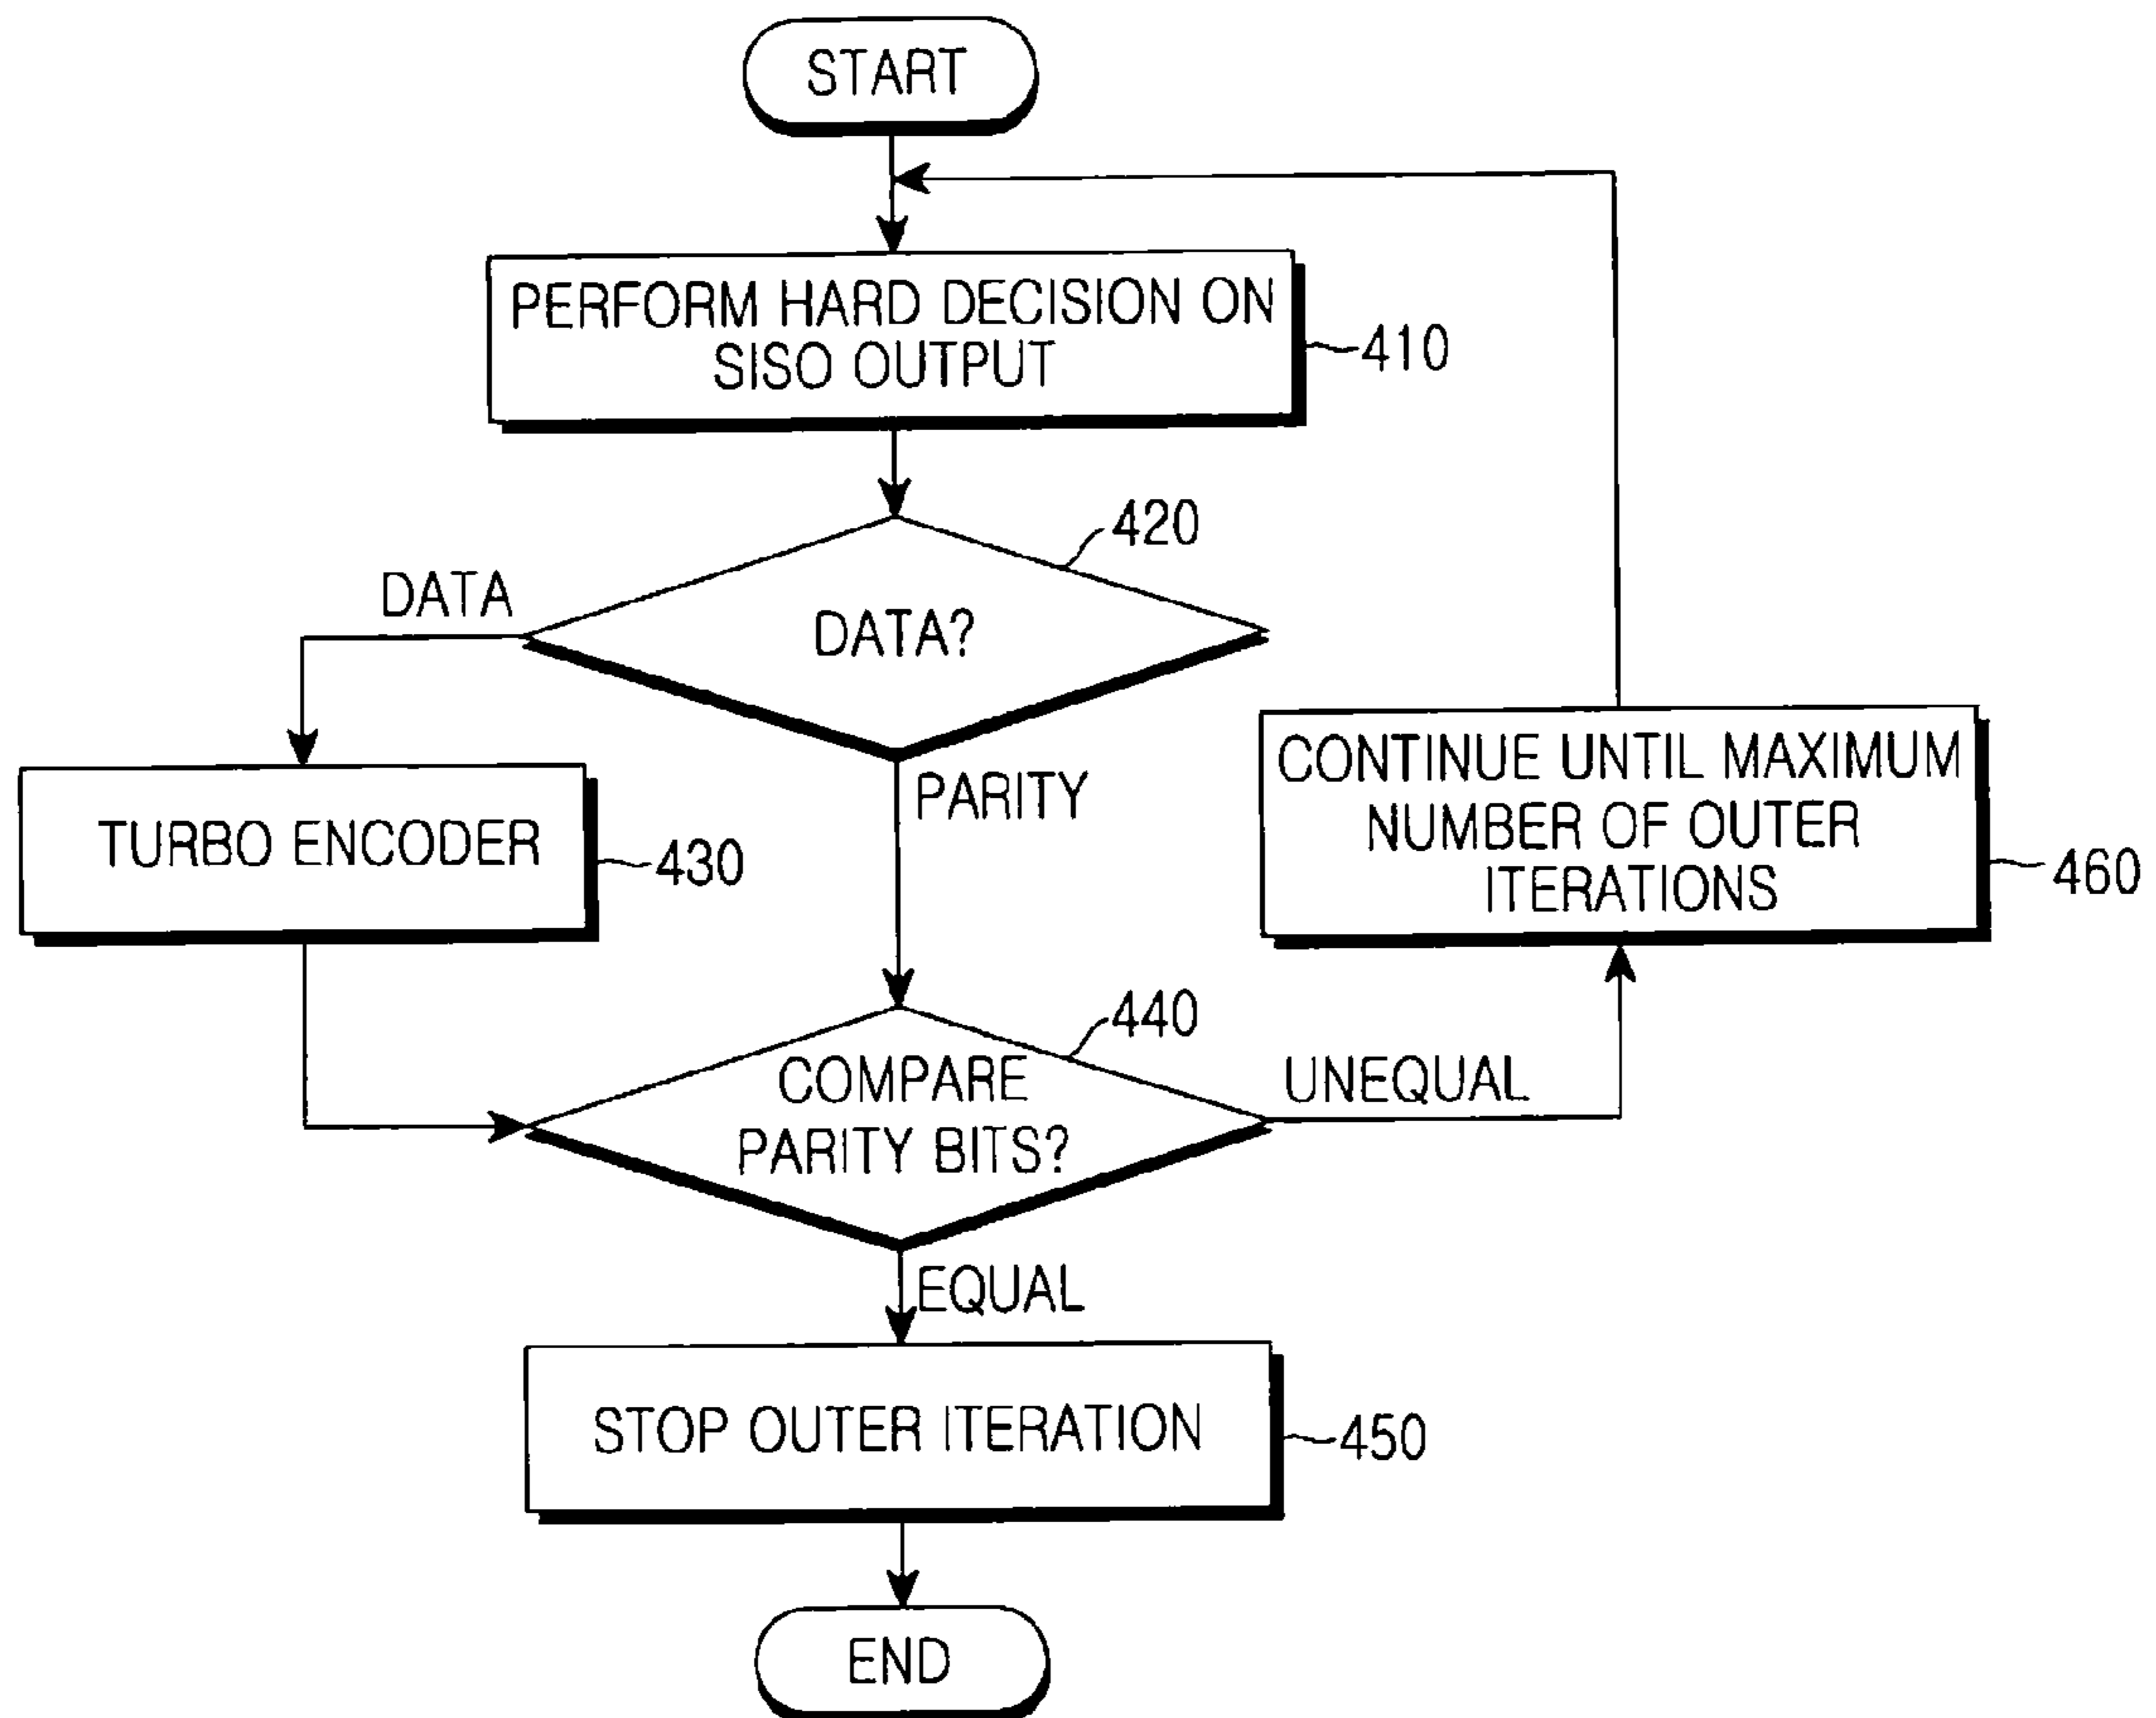 START
PERFORM HARD DECISION ON
SISO OUTPUT
410
420
DATA
DATA?
PARITY
TURBO ENCODER
430
CONTINUE UNTIL MAXIMUM
NUMBER OF OUTER
ITERATIONS
460
440
COMPARE
PARITY BITS?
UNEQUAL
EQUAL
STOP OUTER ITERATION
450
END